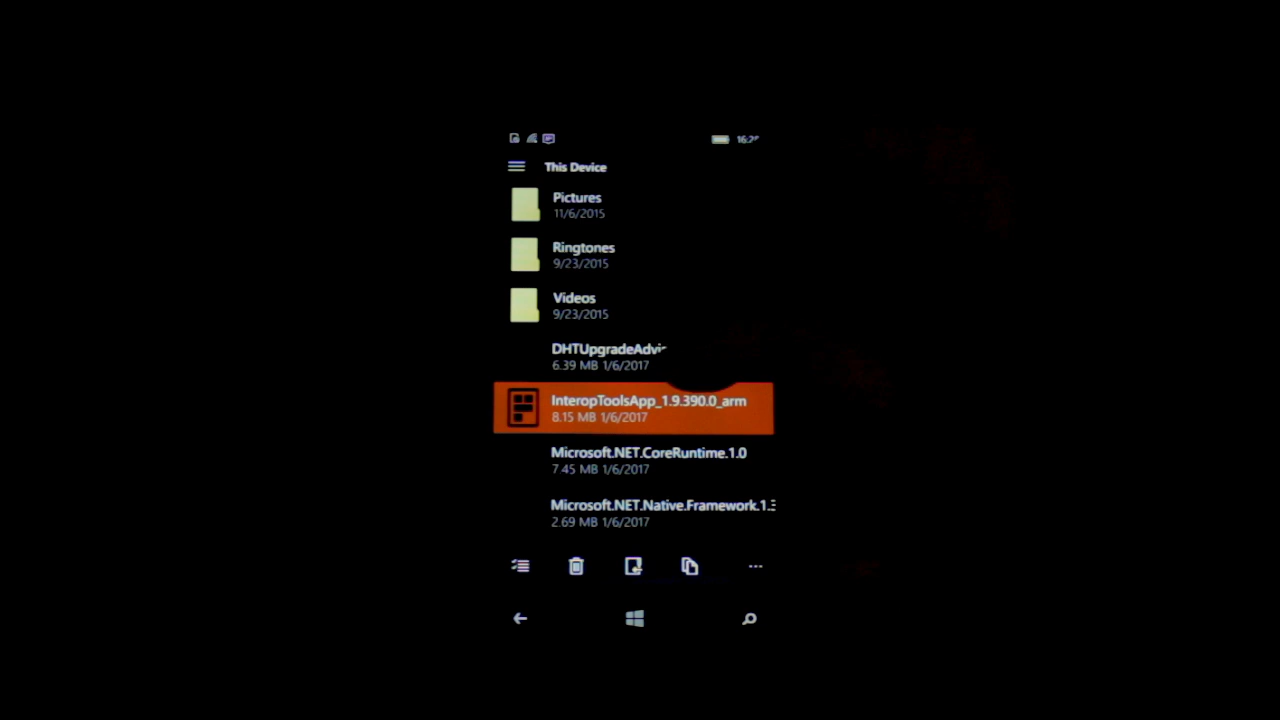 This Device
Pictures
11/6/2015
Ringtones
9/23/2015
Videos
9/23/2015
6.39 MB 1/6/2017
InteropToolsApp_1.9.390.0_arm
8.15 MB 1/6/2017
Microsoft.NET.CoreRuntime.1.0
7.45 MB 1/6/2017
Microsoft.NET.Native.Framework.1.
2.69 MB 1/6/2017